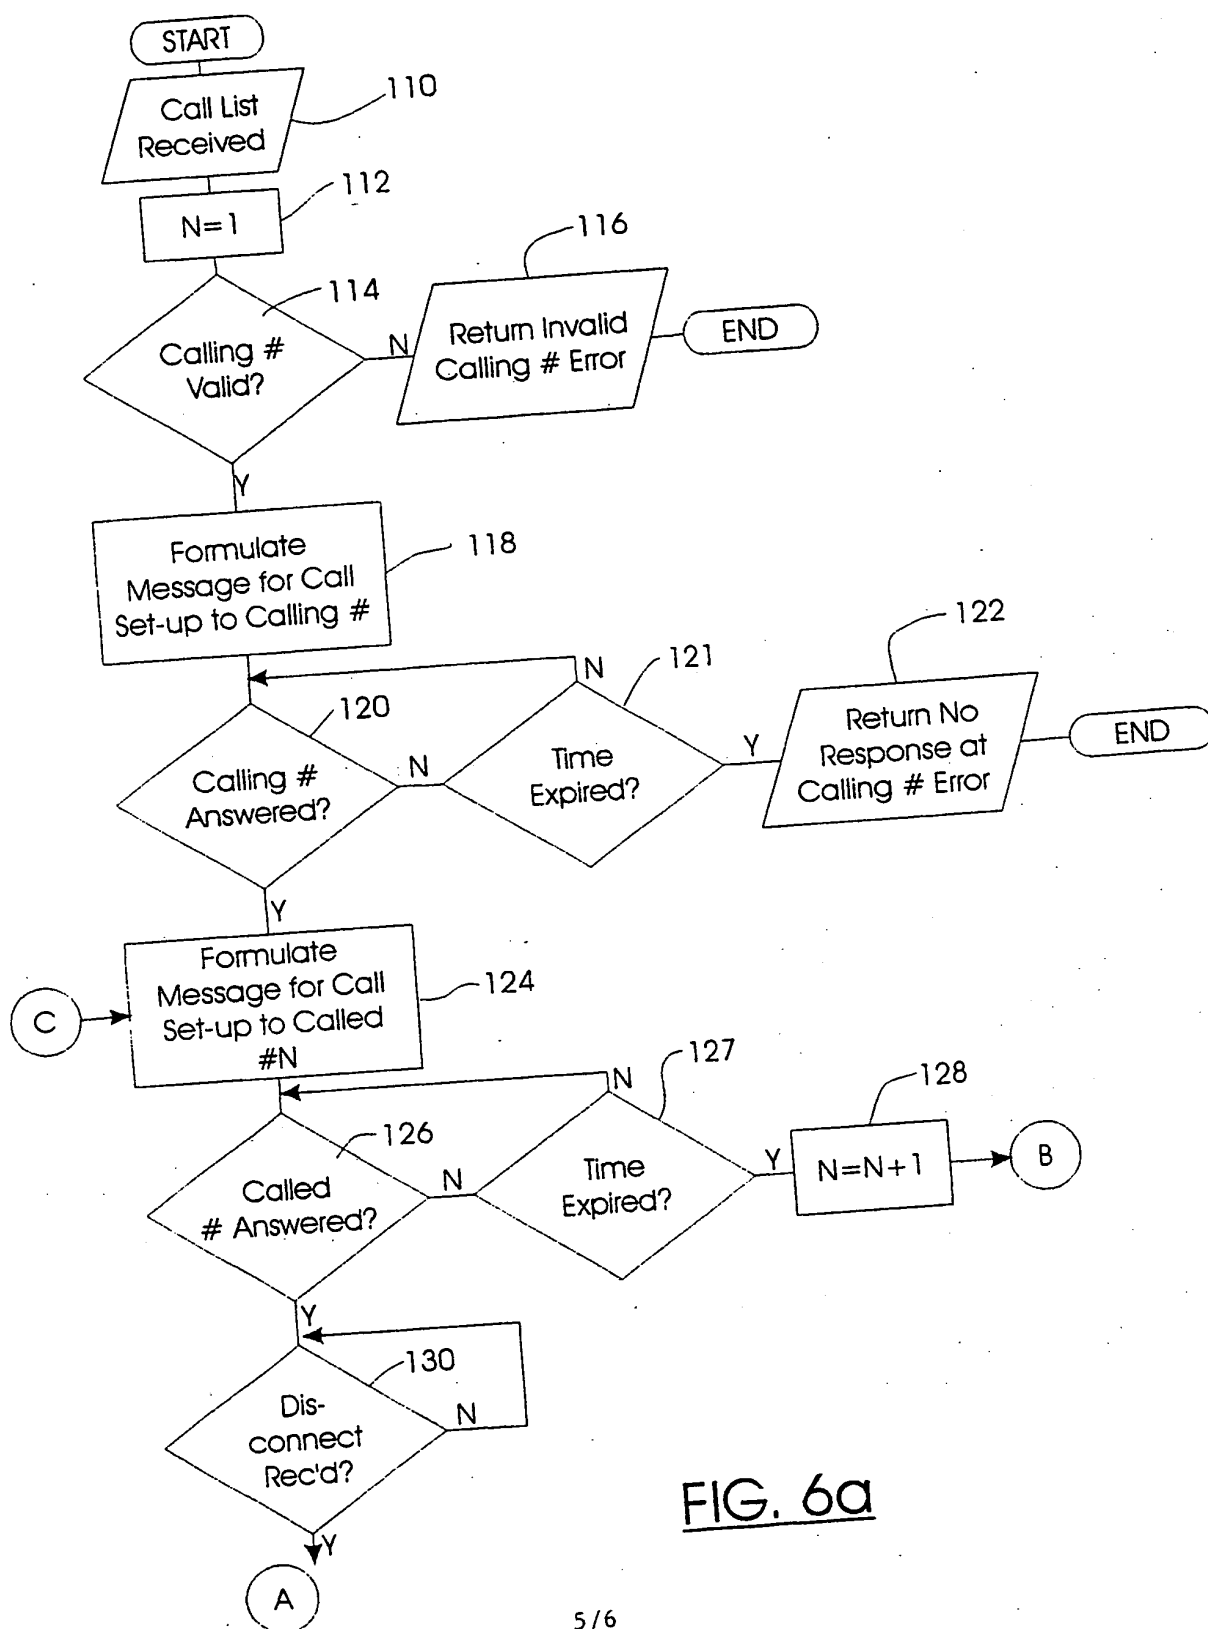 START
Call List
Received
110
N=1
112
Calling #
Valid?
114
N
Return Invalid
Calling # Error
116
END
Y
Formulate
Message for Call
Set-up to Calling #
118
Calling #
Answered?
120
N
Time
Expired?
121
N
Y
Return No
Response at
Calling # Error
122
END
Y
C
Formulate
Message for Call
Set-up to Called
#N
124
Called
# Answered?
126
N
Time
Expired?
127
N
Y
N=N+1
128
B
Y
Dis-
connect
Rec'd?
130
N
Y
A
FIG. 6a
5/6